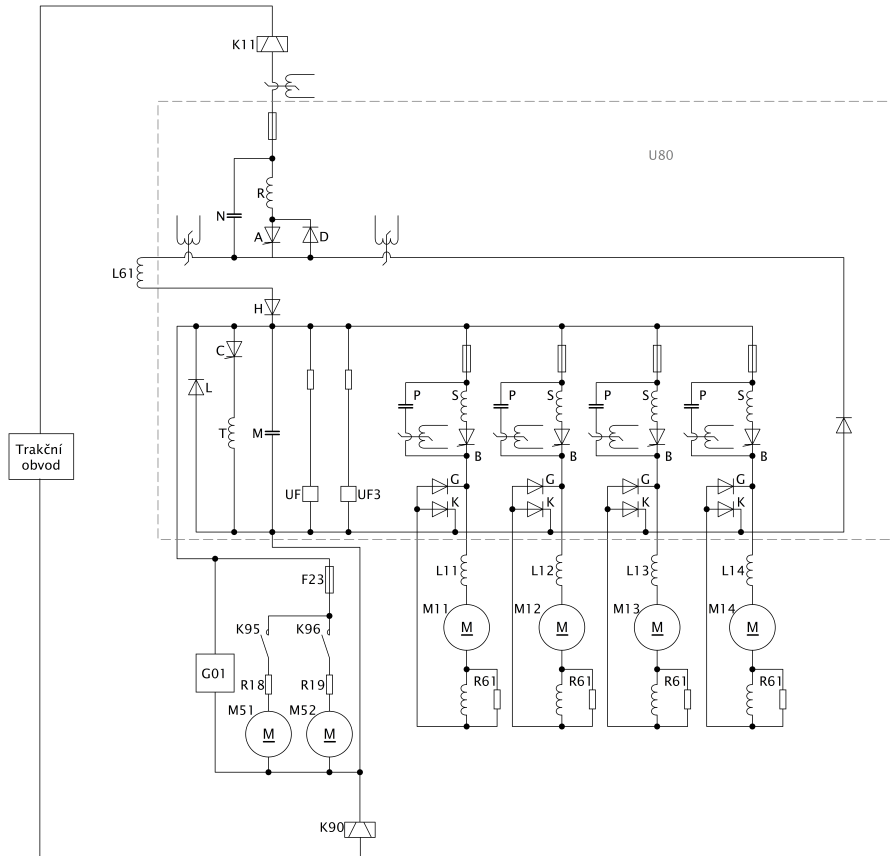 K11
U80
R
N
A
D
L61
H
C
L
T
M
UF
UF3
P
S
P
S
P
S
P
S
B
B
B
B
G
G
G
G
K
K
K
K
Trakční
obvod
L11
L12
L13
L14
F23
M11
M12
M13
M14
M
M
M
M
K95
K96
G01
R18
R19
R61
R61
R61
R61
M51
M52
M
M
K90